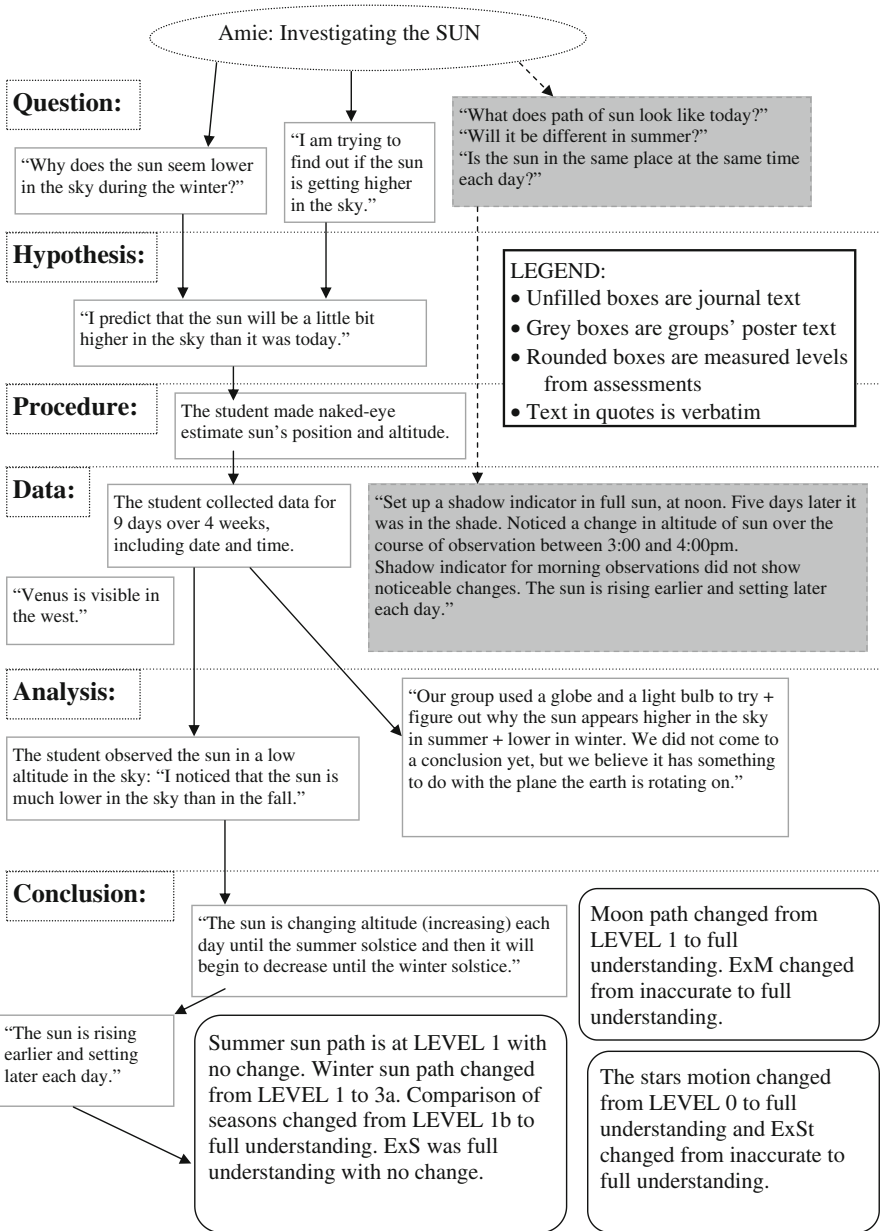 Amie: Investigating the SUN
Question:
“Why does the sun seem lower
in the sky during the winter?”
“I am trying to
find out if the sun
is getting higher
in the sky.”
“What does path of sun look like today?”
“Will it be different in summer?”
“Is the sun in the same place at the same time
each day?”
Hypothesis:
“I predict that the sun will be a little bit
higher in the sky than it was today.”
LEGEND:
• Unfilled boxes are journal text
• Grey boxes are groups’ poster text
• Rounded boxes are measured levels
from assessments
• Text in quotes is verbatim
Procedure:
The student made naked-eye
estimate sun’s position and altitude.
Data:
The student collected data for
9 days over 4 weeks,
including date and time.
“Set up a shadow indicator in full sun, at noon. Five days later it
was in the shade. Noticed a change in altitude of sun over the
course of observation between 3:00 and 4:00pm.
Shadow indicator for morning observations did not show
noticeable changes. The sun is rising earlier and setting later
each day.”
“Venus is visible in
the west.”
Analysis:
“Our group used a globe and a light bulb to try +
figure out why the sun appears higher in the sky
in summer + lower in winter. We did not come to
a conclusion yet, but we believe it has something
to do with the plane the earth is rotating on.”
The student observed the sun in a low
altitude in the sky: “I noticed that the sun is
much lower in the sky than in the fall.”
Conclusion:
“The sun is changing altitude (increasing) each
day until the summer solstice and then it will
begin to decrease until the winter solstice.”
Moon path changed from
LEVEL 1 to full
understanding. ExM changed
from inaccurate to full
understanding.
“The sun is rising
earlier and setting
later each day.”
Summer sun path is at LEVEL 1 with
no change. Winter sun path changed
from LEVEL 1 to 3a. Comparison of
seasons changed from LEVEL 1b to
full understanding. ExS was full
understanding with no change.
The stars motion changed
from LEVEL 0 to full
understanding and ExSt
changed from inaccurate to
full understanding.